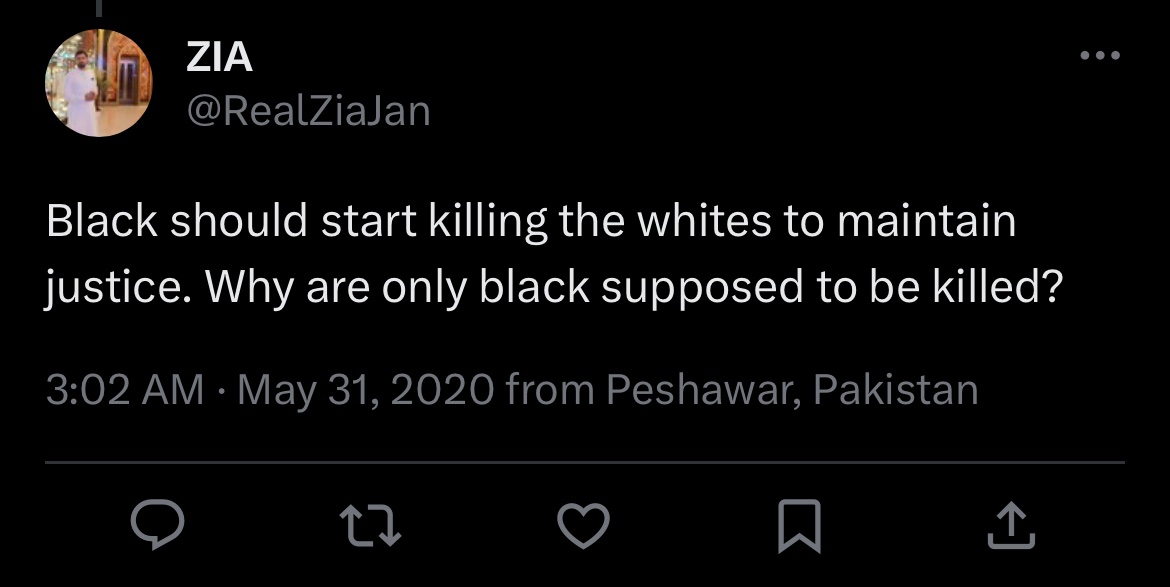 ZIA
@RealZiaJan
Black should start killing the whites to maintain
justice. Why are only black supposed to be killed?
3:02 AM · May 31, 2020 from Peshawar, Pakistan